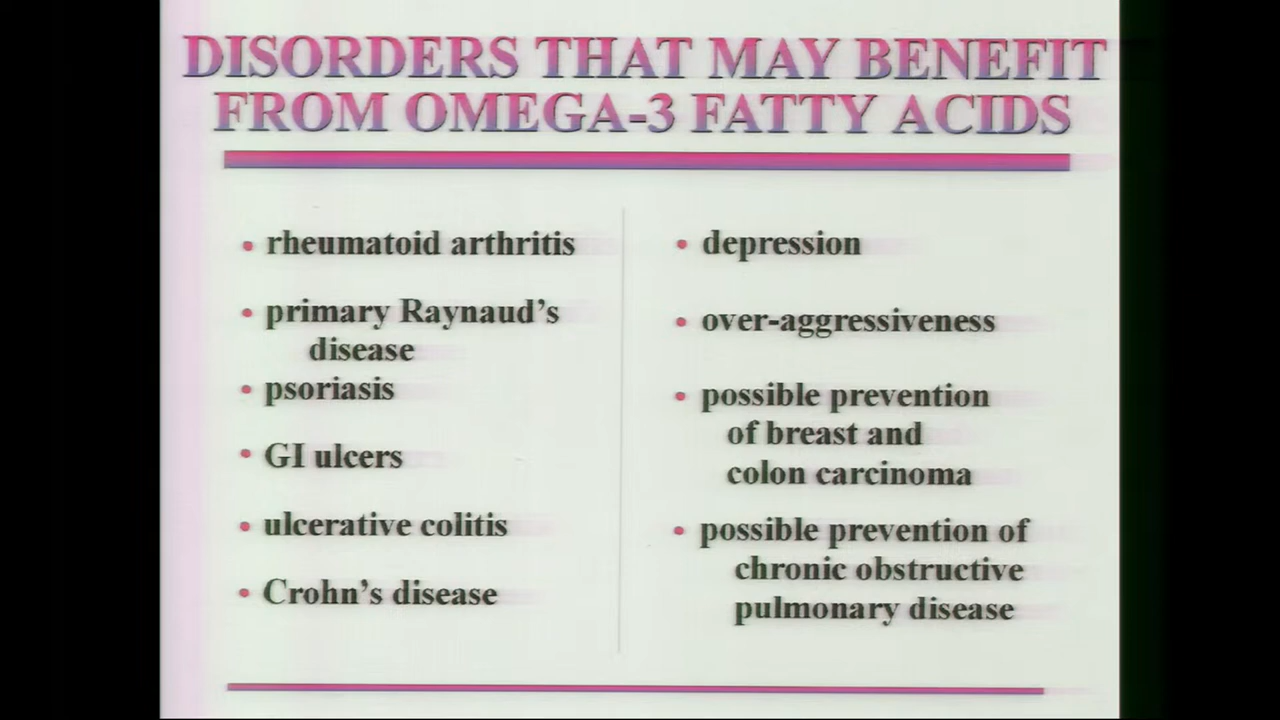 DISORDERS THAT MAY BENEFIT
FROM OMEGA-3 FATTY ACIDS
• rheumatoid arthritis
• primary Raynaud’s
disease
• psoriasis
• GI ulcers
• ulcerative colitis
• Crohn’s disease
• depression
• over-aggressiveness
• possible prevention
of breast and
colon carcinoma
• possible prevention of
chronic obstructive
pulmonary disease